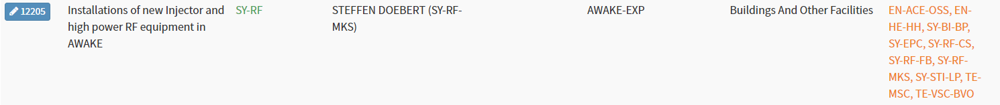 12205
Installations of new Injector and
high power RF equipment in
AWAKE
SY-RF
STEFFEN DOEBERT (SY-RF-
MKS)
AWAKE-EXP
Buildings And Other Facilities
EN-ACE-OSS, EN-
HE-HH, SY-BI-BP,
SY-EPC, SY-RF-CS,
SY-RF-FB, SY-RF-
MKS, SY-STI-LP, TE-
MSC, TE-VSC-BVO